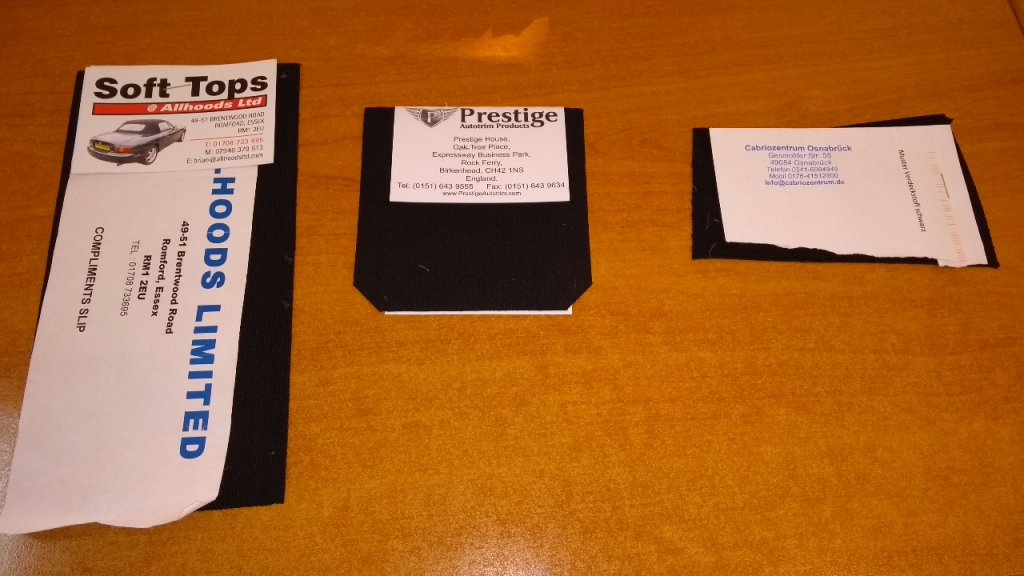 Soft Tops
@ Allhoods Ltd
49-51 BRENTWOOD ROAD
ROMFORD, ESSEX
RM1 2EU
T: 01708 733 695
M: 07946 379 513
E: brian@allhoodsltd.com
LHOODS LIMITED
49-51 Brentwood Road
Romford, Essex
RM1 2EU
TEL : 01708 733695
COMPLIMENTS SLIP
P
Prestige
Autotrim Products
Prestige House,
Oak Tree Place,
Expressway Business Park,
Rock Ferry,
Birkenhead, CH42 1NS
England.
Tel: (0151) 643 9555 Fax: (0151) 643 9634
www.PrestigeAutotrim.com
Cabriozentrum Osnabrück
Gesmolder Str. 55
49084 Osnabrück
Telefon 0541-6004949
Mobil 0176-41512800
info@cabriozentrum.de
Muster verdeckstoff schwarz